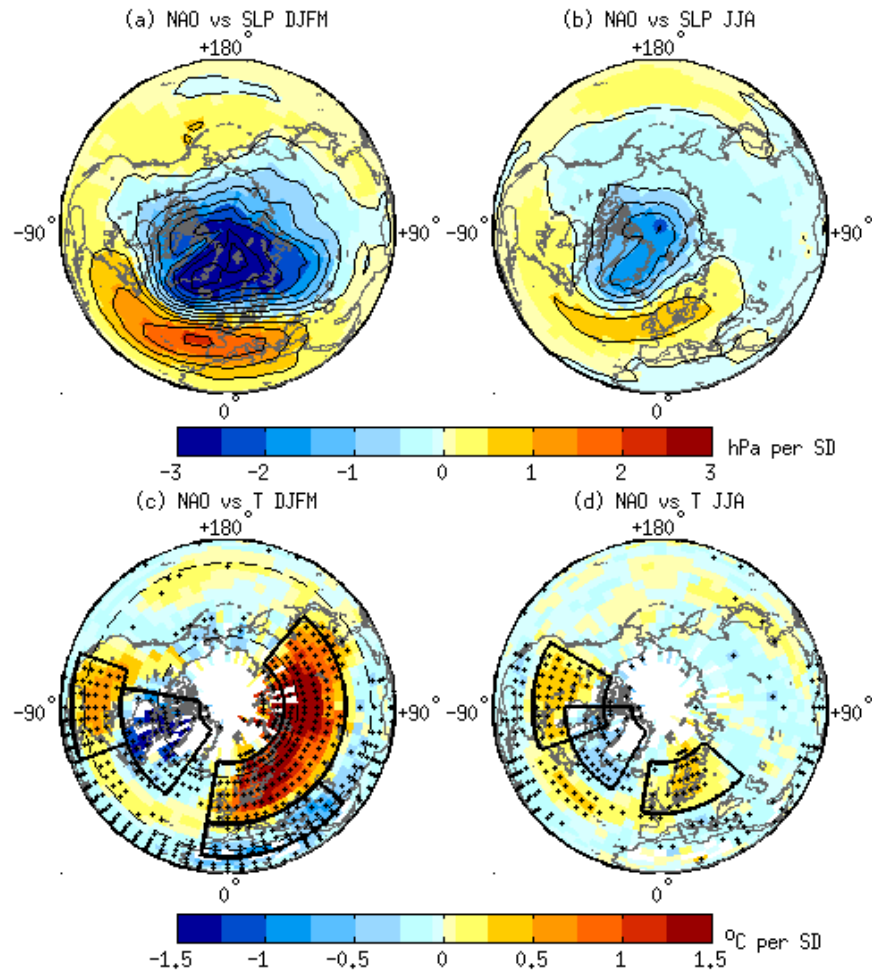 (a) NAO vs SLP DJFM
+180°
-90°
+90°
0°
(b) NAO vs SLP JJA
+180°
-90°
+90°
0°
-3 -2 -1 0 1 2 3 hPa per SD
(c) NAO vs T DJFM
+180°
-90°
+90°
0°
(d) NAO vs T JJA
+180°
-90°
+90°
0°
-1.5 -1 -0.5 0 0.5 1 1.5 °C per SD